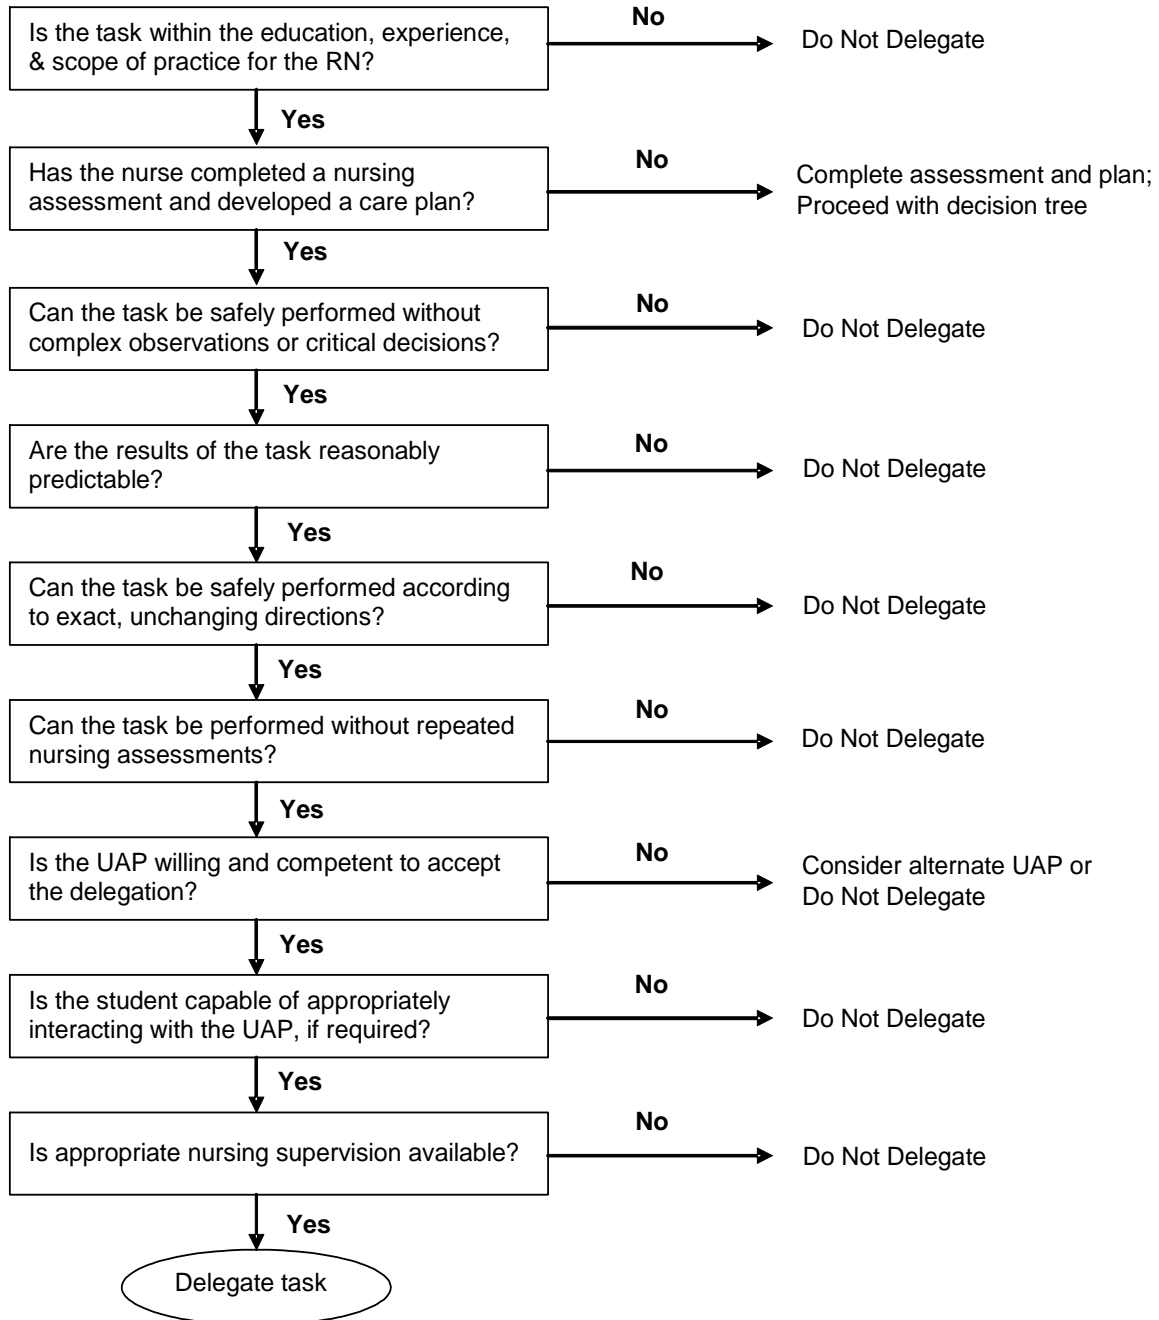 Is the task within the education, experience,
& scope of practice for the RN?
No
Do Not Delegate
Yes
Has the nurse completed a nursing
assessment and developed a care plan?
No
Complete assessment and plan;
Proceed with decision tree
Yes
Can the task be safely performed without
complex observations or critical decisions?
No
Do Not Delegate
Yes
Are the results of the task reasonably
predictable?
No
Do Not Delegate
Yes
Can the task be safely performed according
to exact, unchanging directions?
No
Do Not Delegate
Yes
Can the task be performed without repeated
nursing assessments?
No
Do Not Delegate
Yes
Is the UAP willing and competent to accept
the delegation?
No
Consider alternate UAP or
Do Not Delegate
Yes
Is the student capable of appropriately
interacting with the UAP, if required?
No
Do Not Delegate
Yes
Is appropriate nursing supervision available?
No
Do Not Delegate
Yes
Delegate task